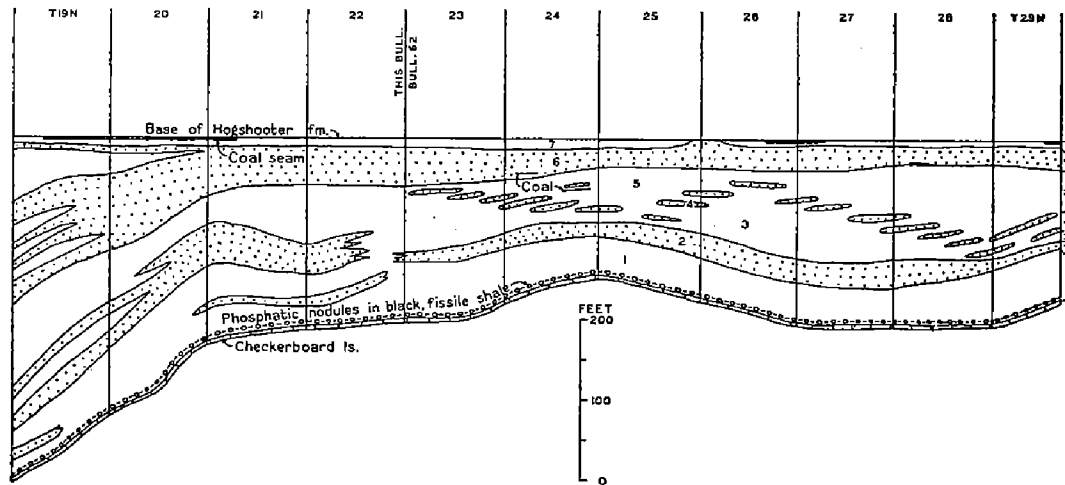 T19N 20 21 22 23 24 25 26 27 28 T29N
THIS BULL.
BULL. 62
Base of Hogshooter fm.
7
Coal seam
6
Coal
5
4
3
2
1
Phosphatic nodules in black, fissile shale
Checkerboard ls.
FEET
200
100
0